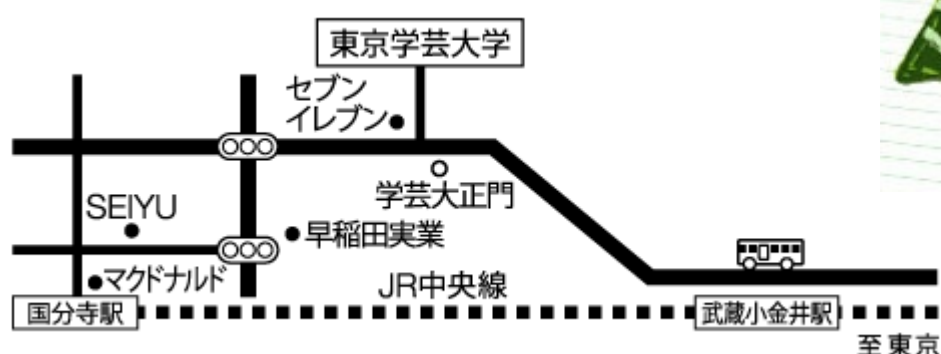 東京学芸大学
セブン
イレブン
学芸大正門
SEIYU
早稲田実業
マクドナルド
JR中央線
国分寺駅
武蔵小金井駅
至東京